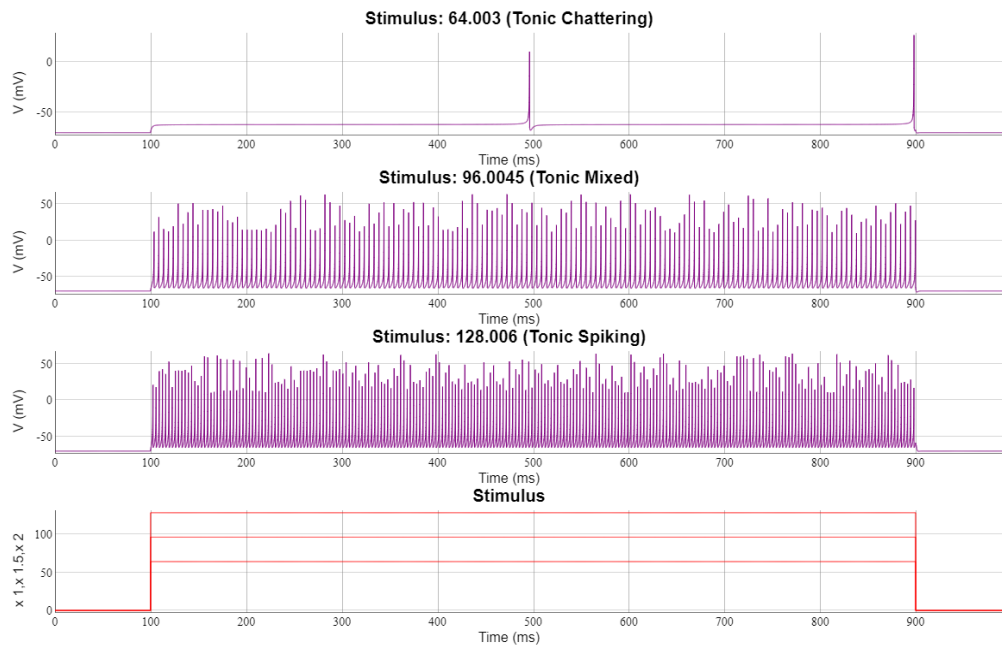 Stimulus: 64.003 (Tonic Chattering)
0
-50
V (mV)
0 100 200 300 400 500 600 700 800 900
Time (ms)
Stimulus: 96.0045 (Tonic Mixed)
50
0
-50
V (mV)
0 100 200 300 400 500 600 700 800 900
Time (ms)
Stimulus: 128.006 (Tonic Spiking)
50
0
-50
V (mV)
0 100 200 300 400 500 600 700 800 900
Time (ms)
Stimulus
100
50
0
x 1,x 1.5,x 2
0 100 200 300 400 500 600 700 800 900
Time (ms)